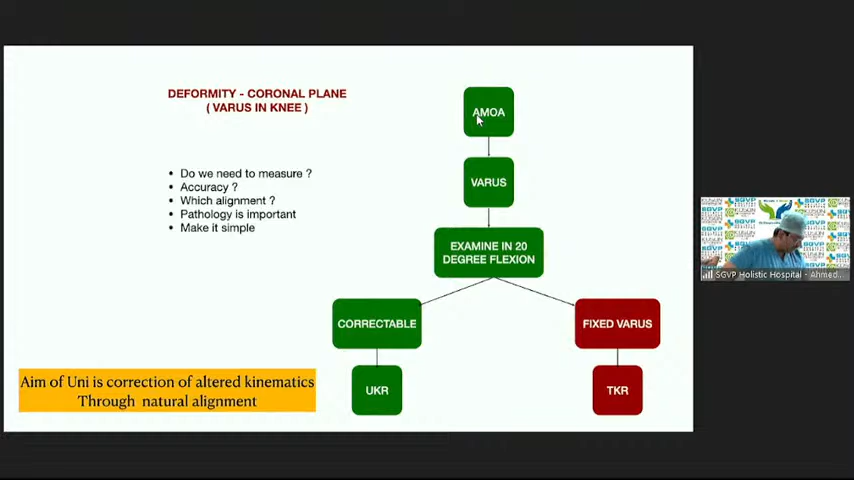 DEFORMITY - CORONAL PLANE
( VARUS IN KNEE )
• Do we need to measure ?
• Accuracy ?
• Which alignment ?
• Pathology is important
• Make it simple
AMOA
VARUS
EXAMINE IN 20
DEGREE FLEXION
CORRECTABLE
FIXED VARUS
UKR
TKR
Aim of Uni is correction of altered kinematics
Through natural alignment
SGVP
SGVP Holistic Hospital - Ahmed...